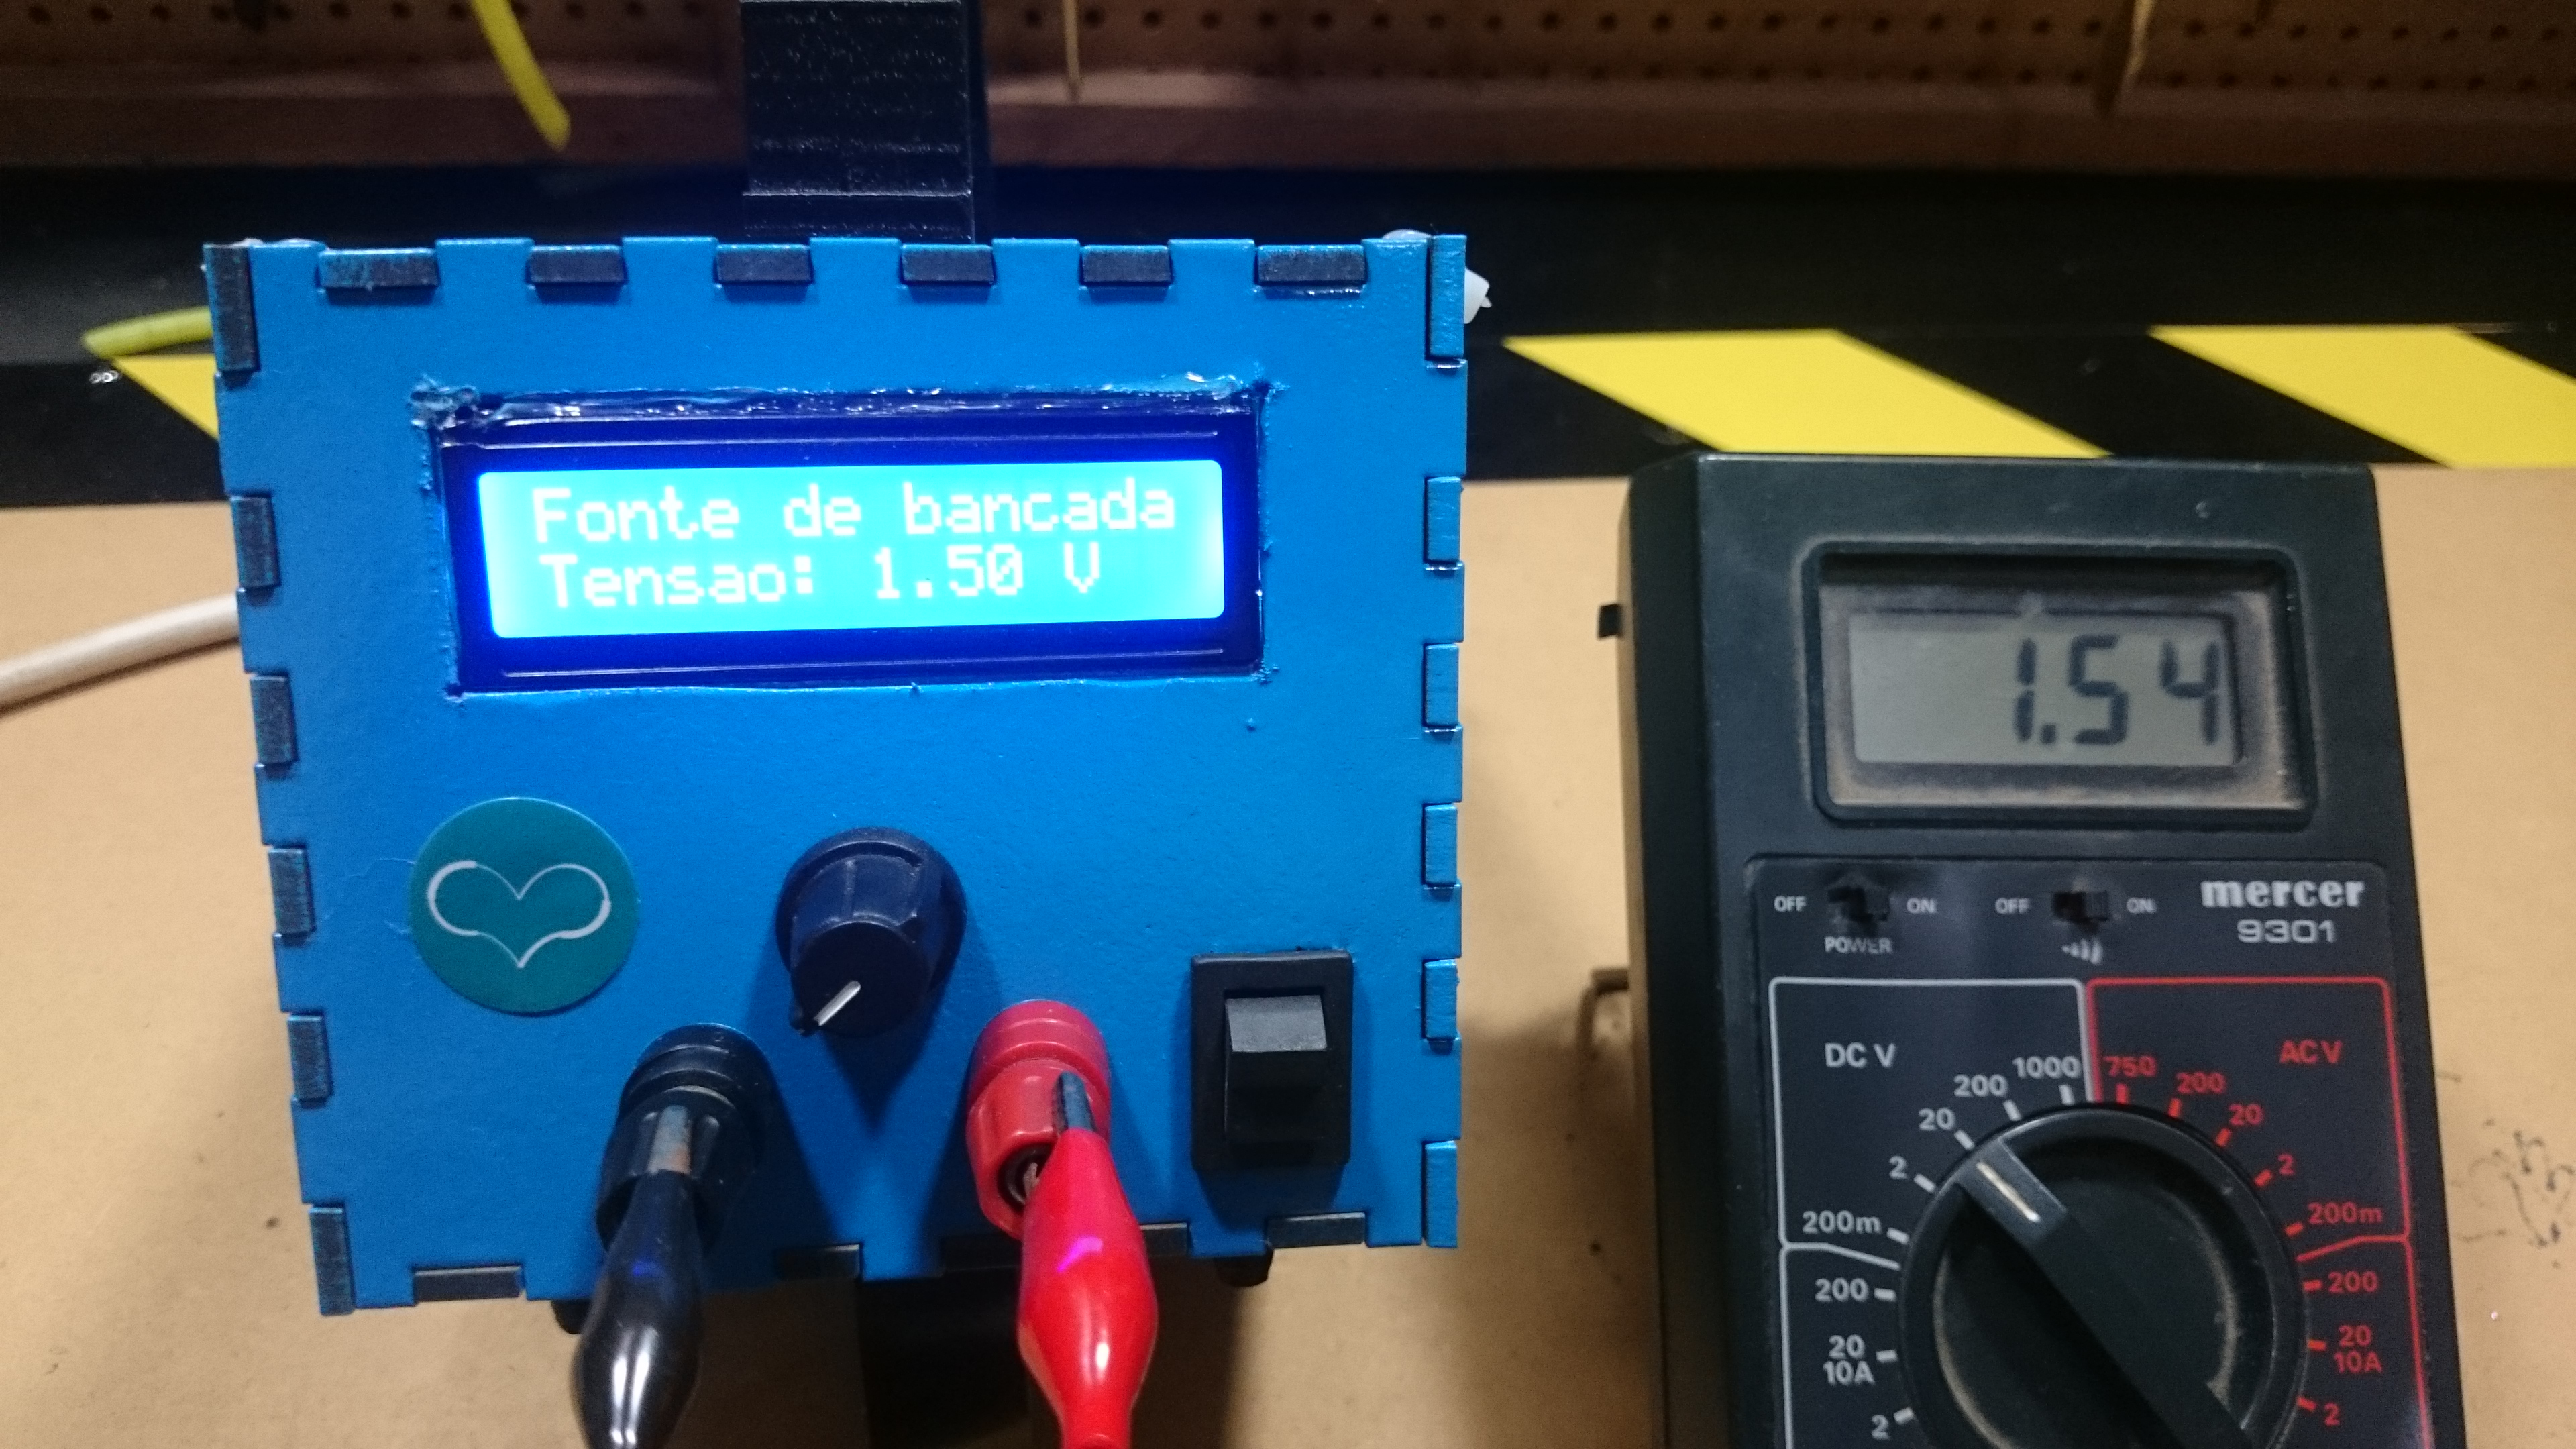 Fonte de bancada
Tensao: 1.50 V
1.54
OFF ON OFF ON
POWER
mercer
9301
DC V
AC V
1000 750
200 200
20 20
2 2
200m 200m
200 200
20 20
10A 10A
2 2